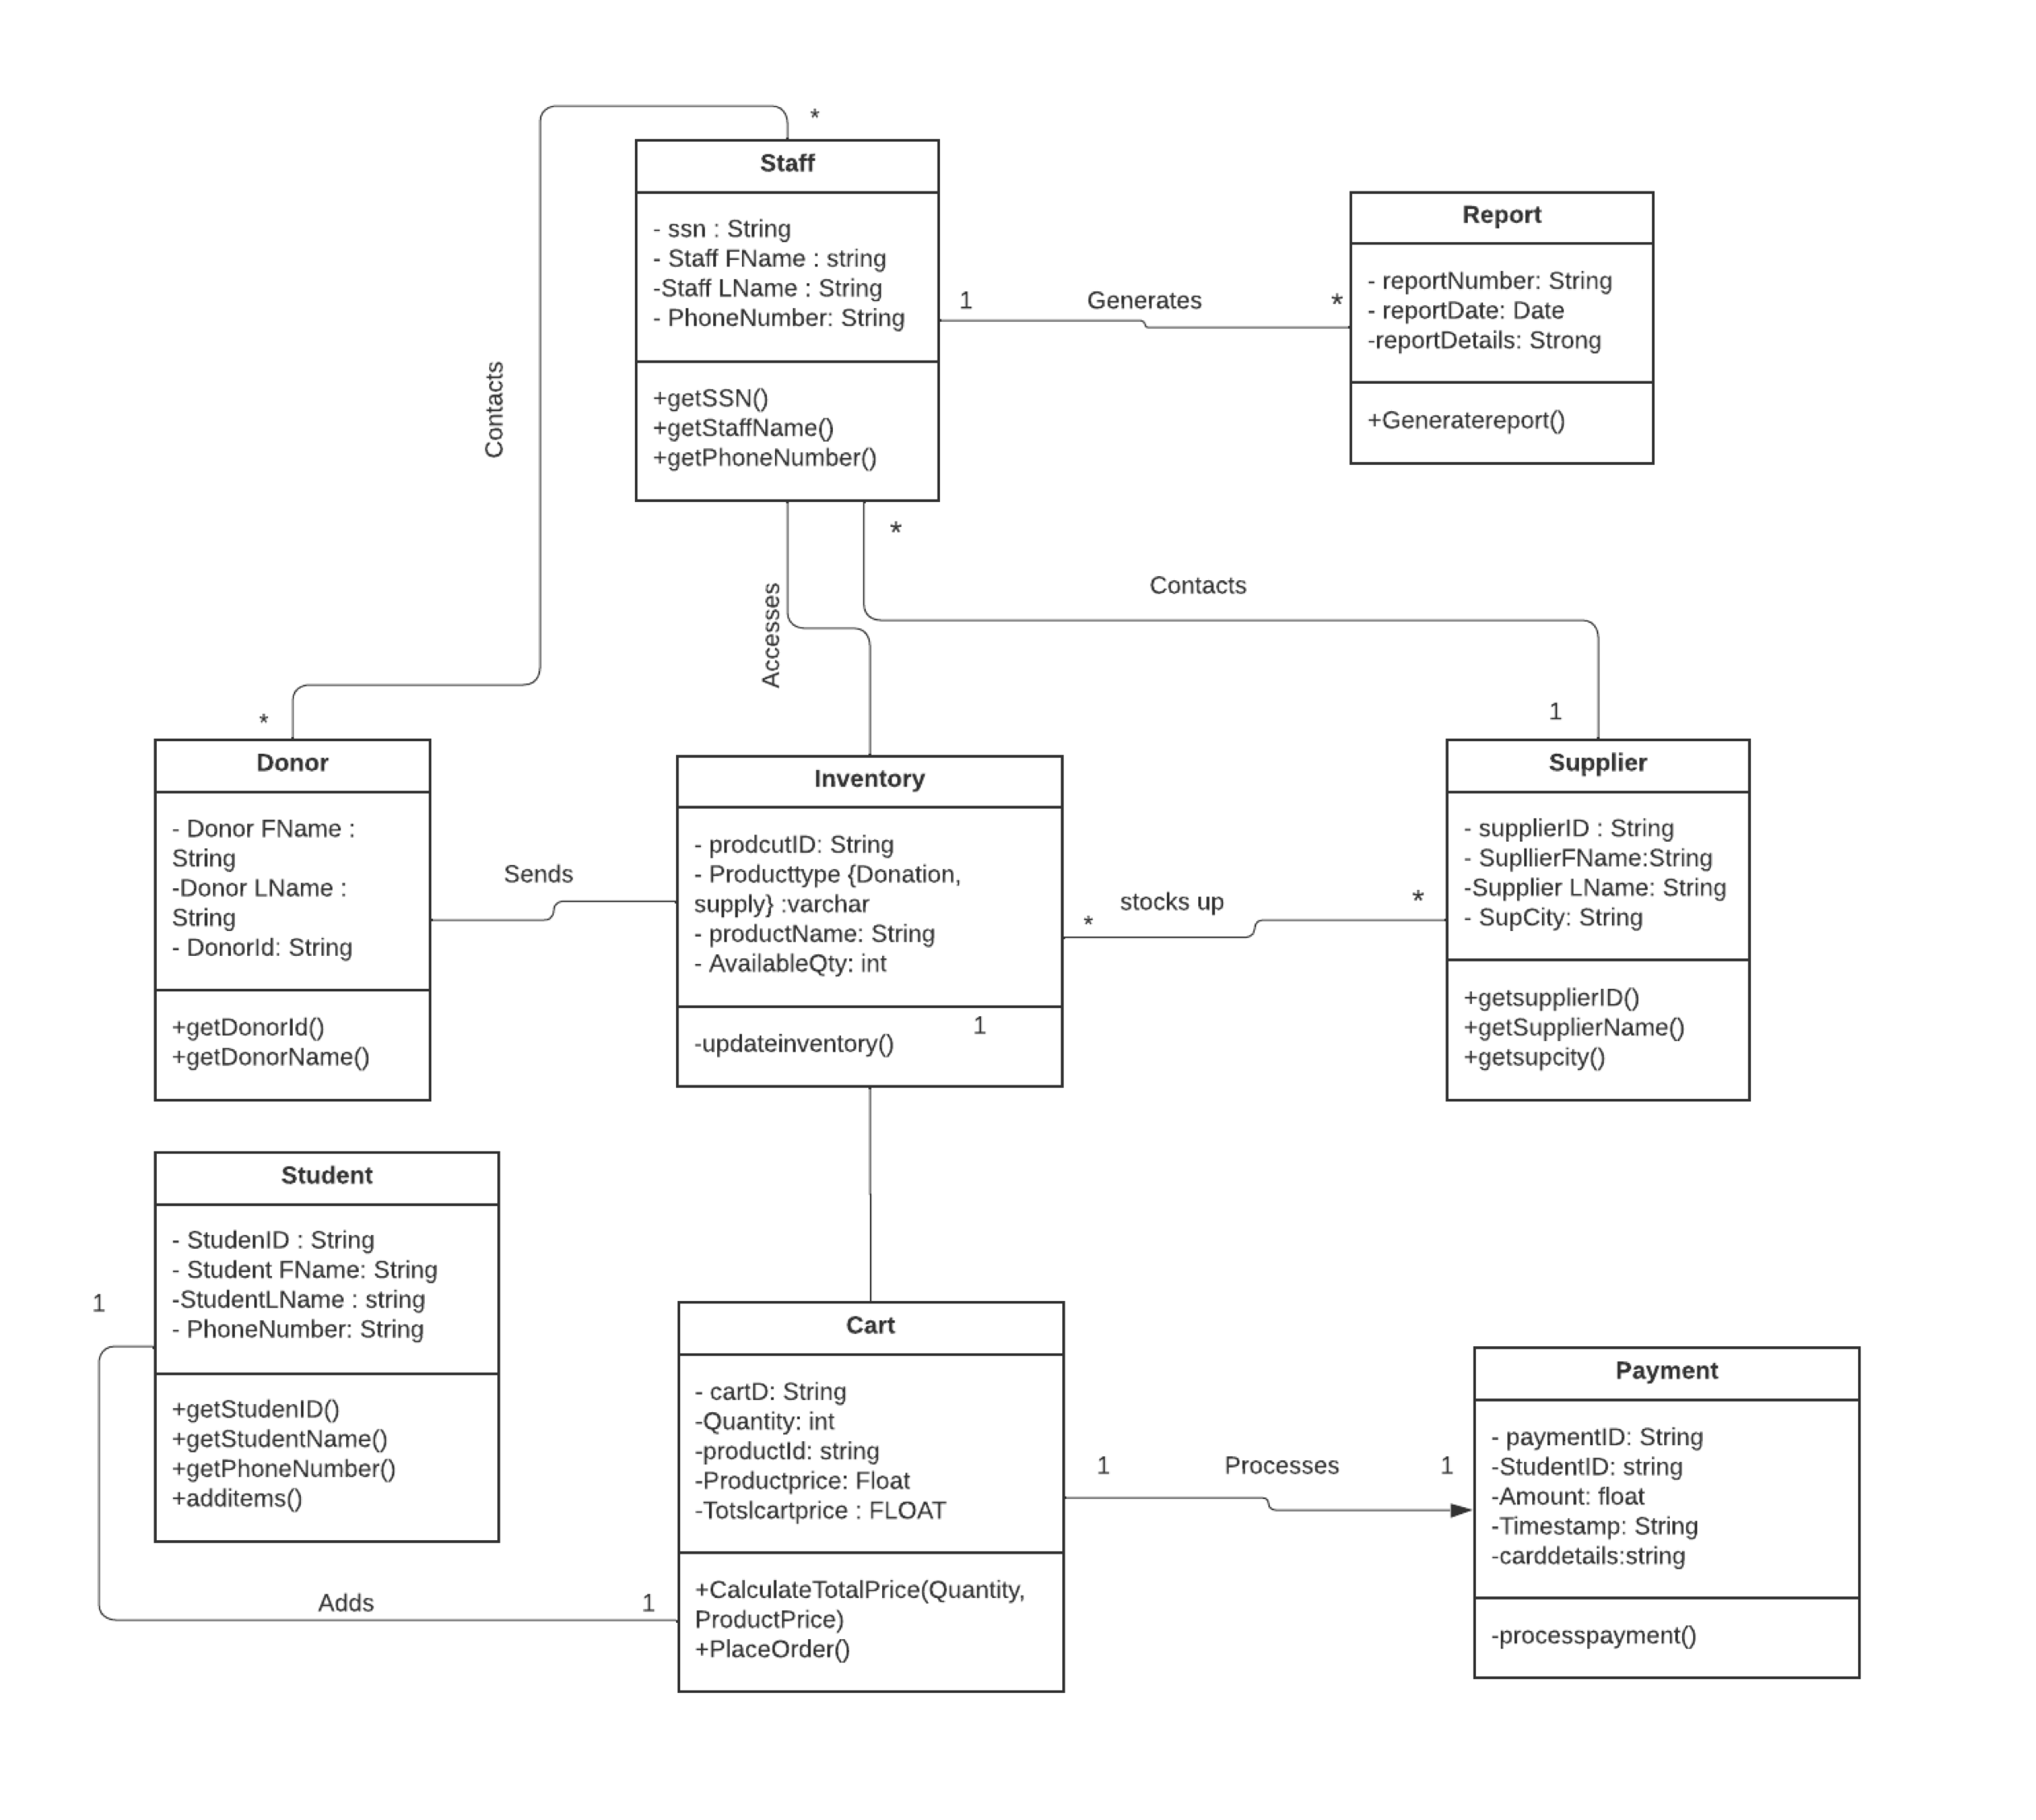 *
Staff
- ssn : String
- Staff FName : string
-Staff LName : String
- PhoneNumber: String
+getSSN()
+getStaffName()
+getPhoneNumber()
1
Generates
*
Report
- reportNumber: String
- reportDate: Date
-reportDetails: Strong
+Generatereport()
Contacts
*
Accesses
Contacts
1
*
Donor
- Donor FName :
String
-Donor LName :
String
- DonorId: String
+getDonorId()
+getDonorName()
Sends
Inventory
- prodcutID: String
- Producttype {Donation,
supply} :varchar
- productName: String
- AvailableQty: int
1
-updateinventory()
*
stocks up
*
Supplier
- supplierID : String
- SupllierFName:String
-Supplier LName: String
- SupCity: String
+getsupplierID()
+getSupplierName()
+getsupcity()
Student
- StudenID : String
- Student FName: String
-StudentLName : string
- PhoneNumber: String
+getStudenID()
+getStudentName()
+getPhoneNumber()
+additems()
1
Adds
1
Cart
- cartD: String
-Quantity: int
-productId: string
-Productprice: Float
-Totslcartprice : FLOAT
+CalculateTotalPrice(Quantity,
ProductPrice)
+PlaceOrder()
1
Processes
1
Payment
- paymentID: String
-StudentID: string
-Amount: float
-Timestamp: String
-carddetails:string
-processpayment()